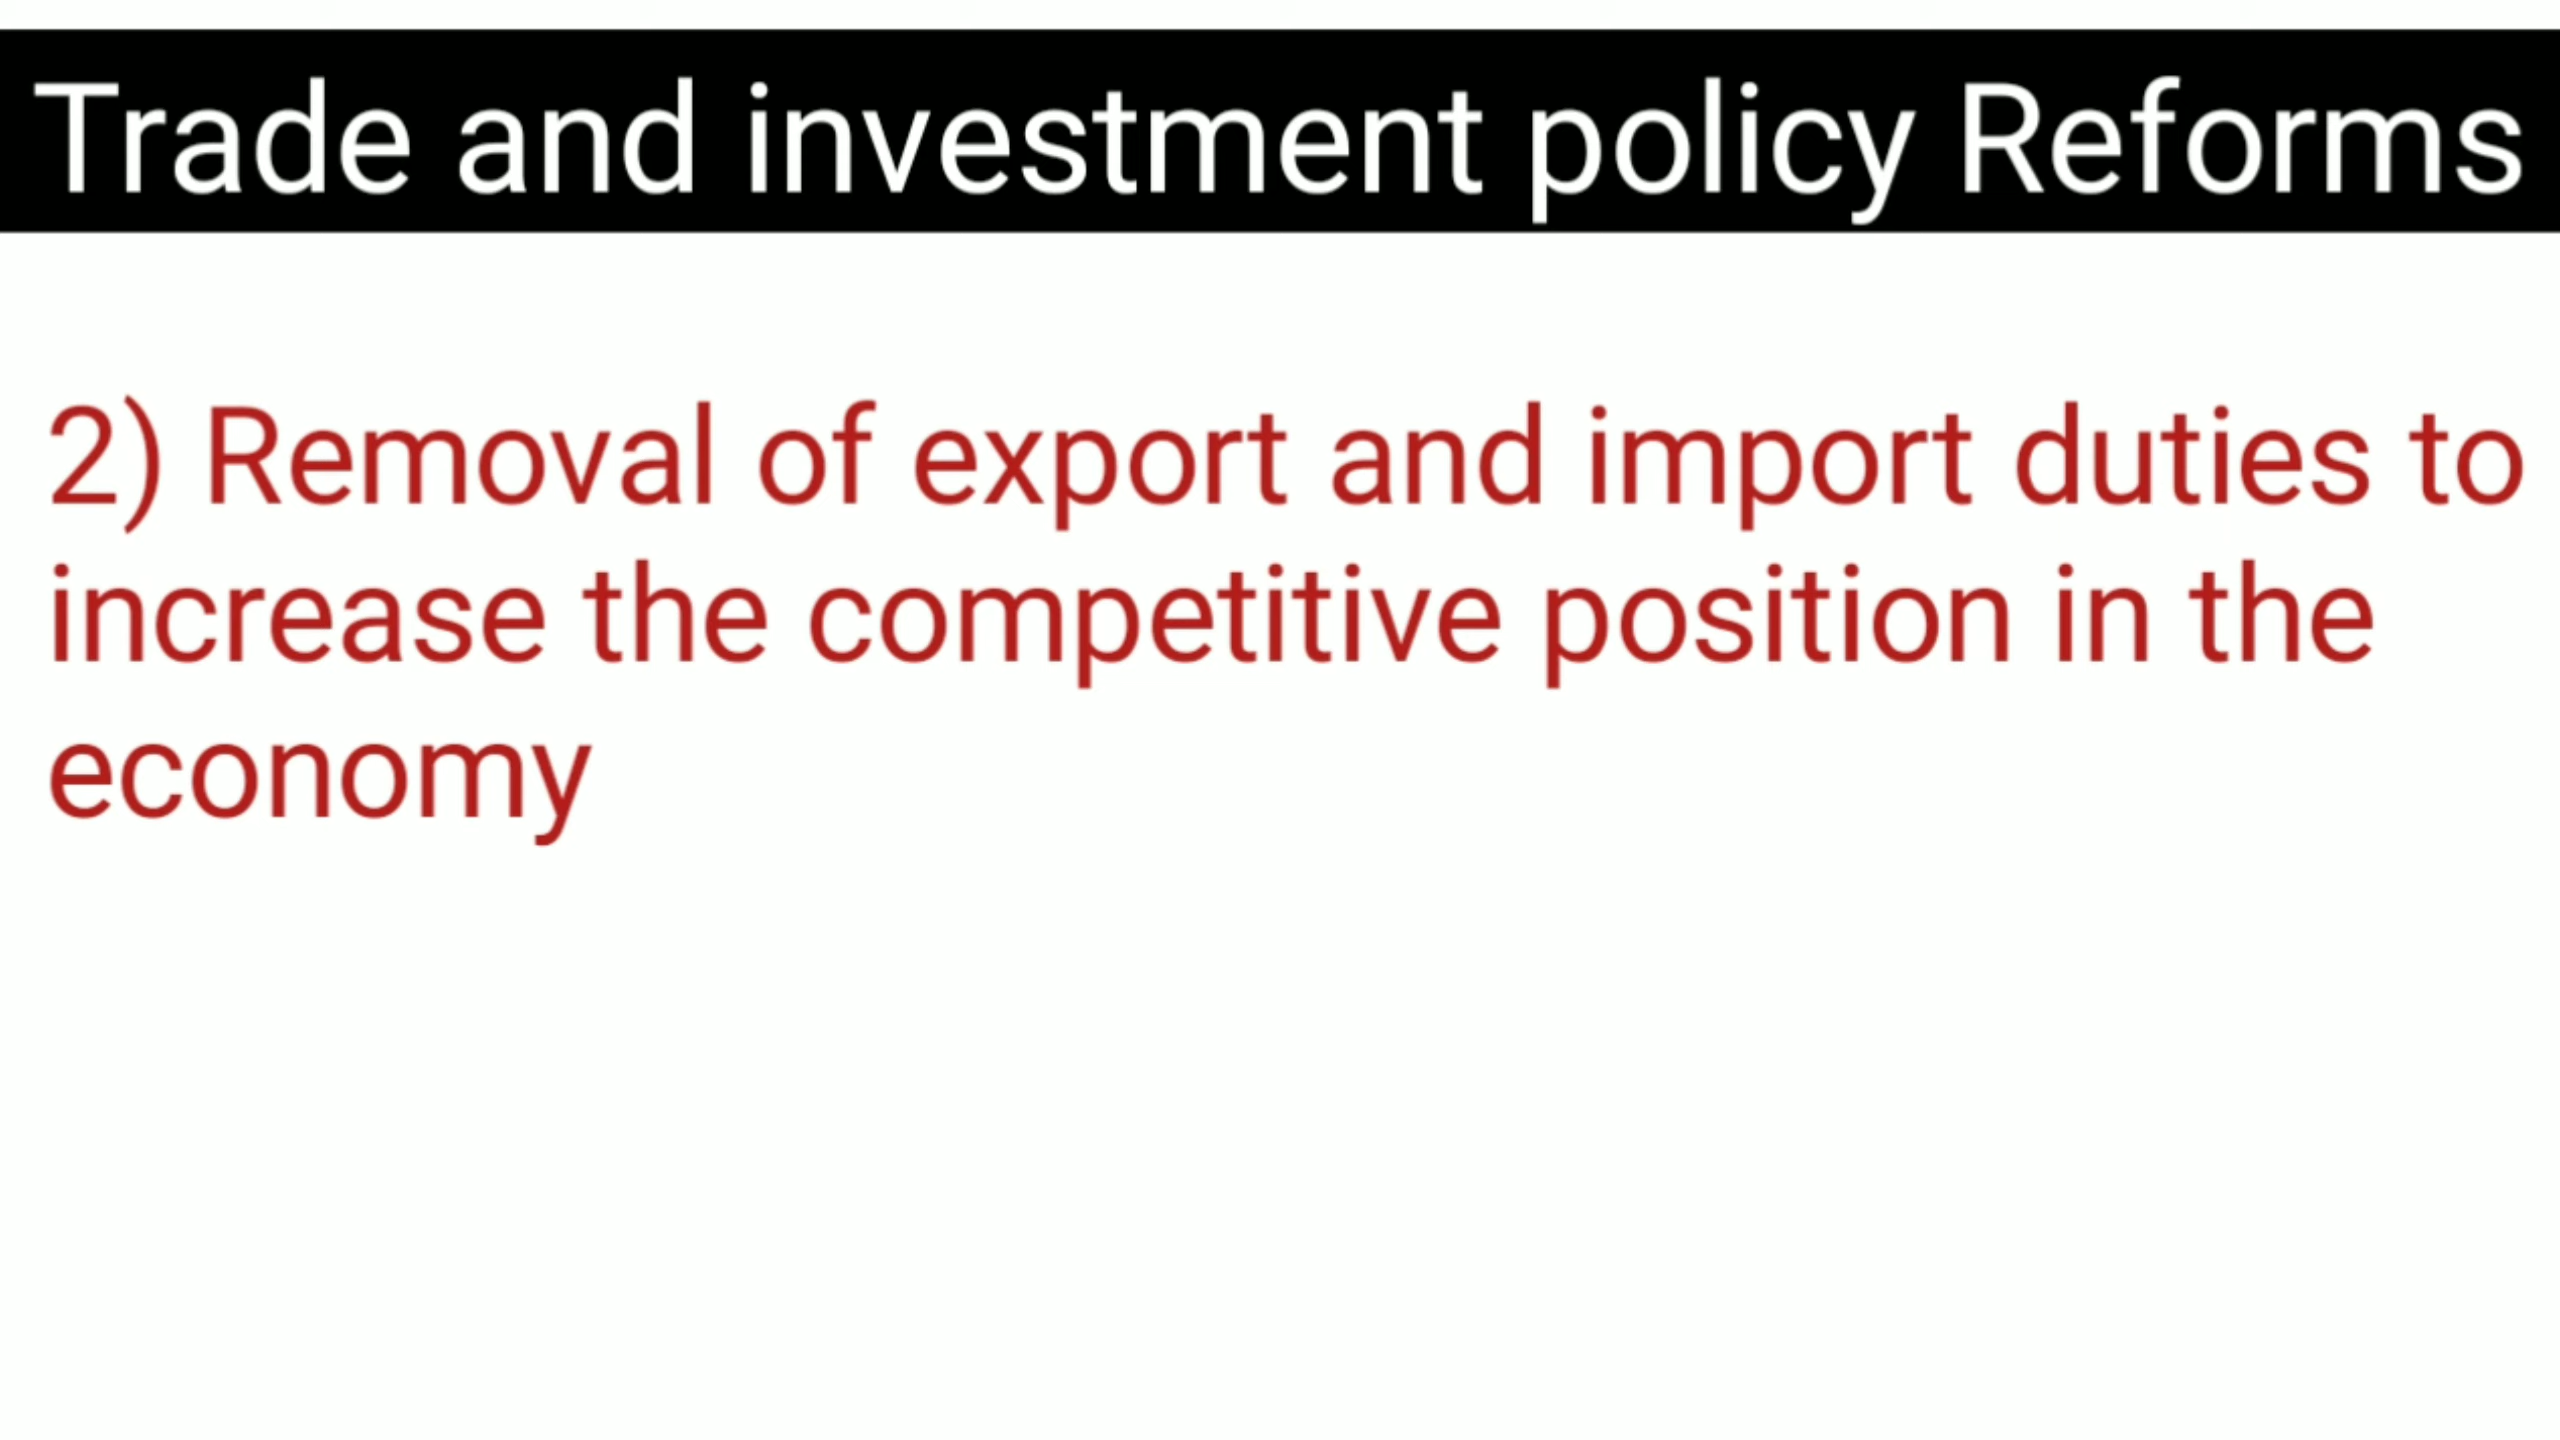 Trade and investment policy Reforms
2) Removal of export and import duties to
increase the competitive position in the
economy